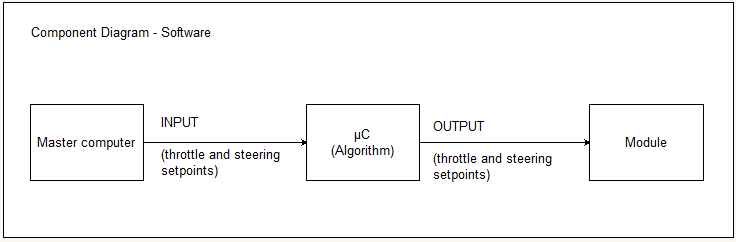 Component Diagram - Software
Master computer
INPUT
(throttle and steering
setpoints)
µC
(Algorithm)
OUTPUT
(throttle and steering
setpoints)
Module